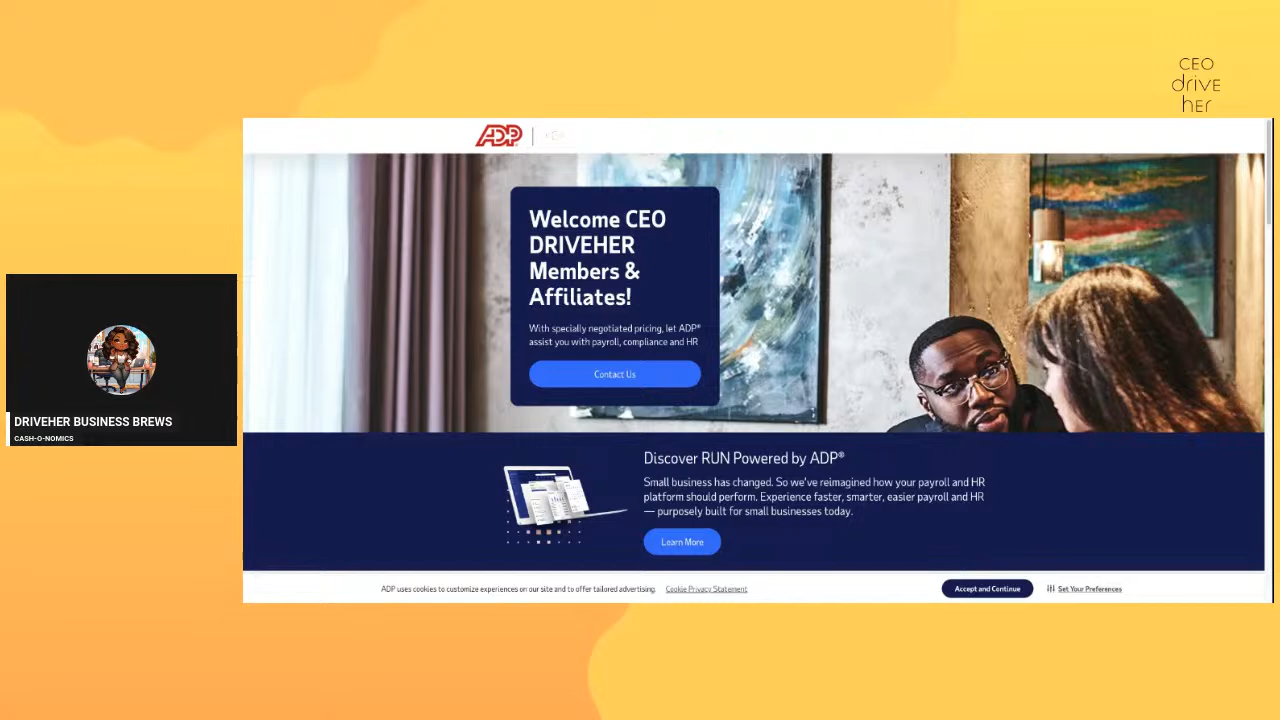 CEO
drive
her
ADP
Welcome CEO
DRIVEHER
Members &
Affiliates!
With specially negotiated pricing, let ADP®
assist you with payroll, compliance and HR
Contact Us
DRIVEHER BUSINESS BREWS
CASH-O-NOMICS
Discover RUN Powered by ADP®
Small business has changed. So we've reimagined how your payroll and HR
platform should perform. Experience faster, smarter, easier payroll and HR
— purposely built for small businesses today.
Learn More
ADP uses cookies to customize experiences on our site and to offer tailored advertising. Cookie Privacy Statement
Accept and Continue
Set Your Preferences